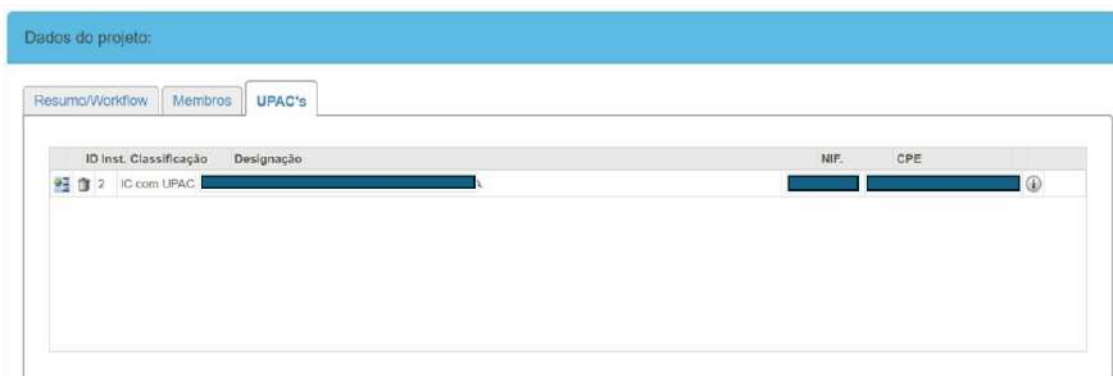 Dados do projeto:
Resumo/Workflow Membros UPAC's
ID Inst. Classificação Designação NIF. CPE
2 IC com UPAC